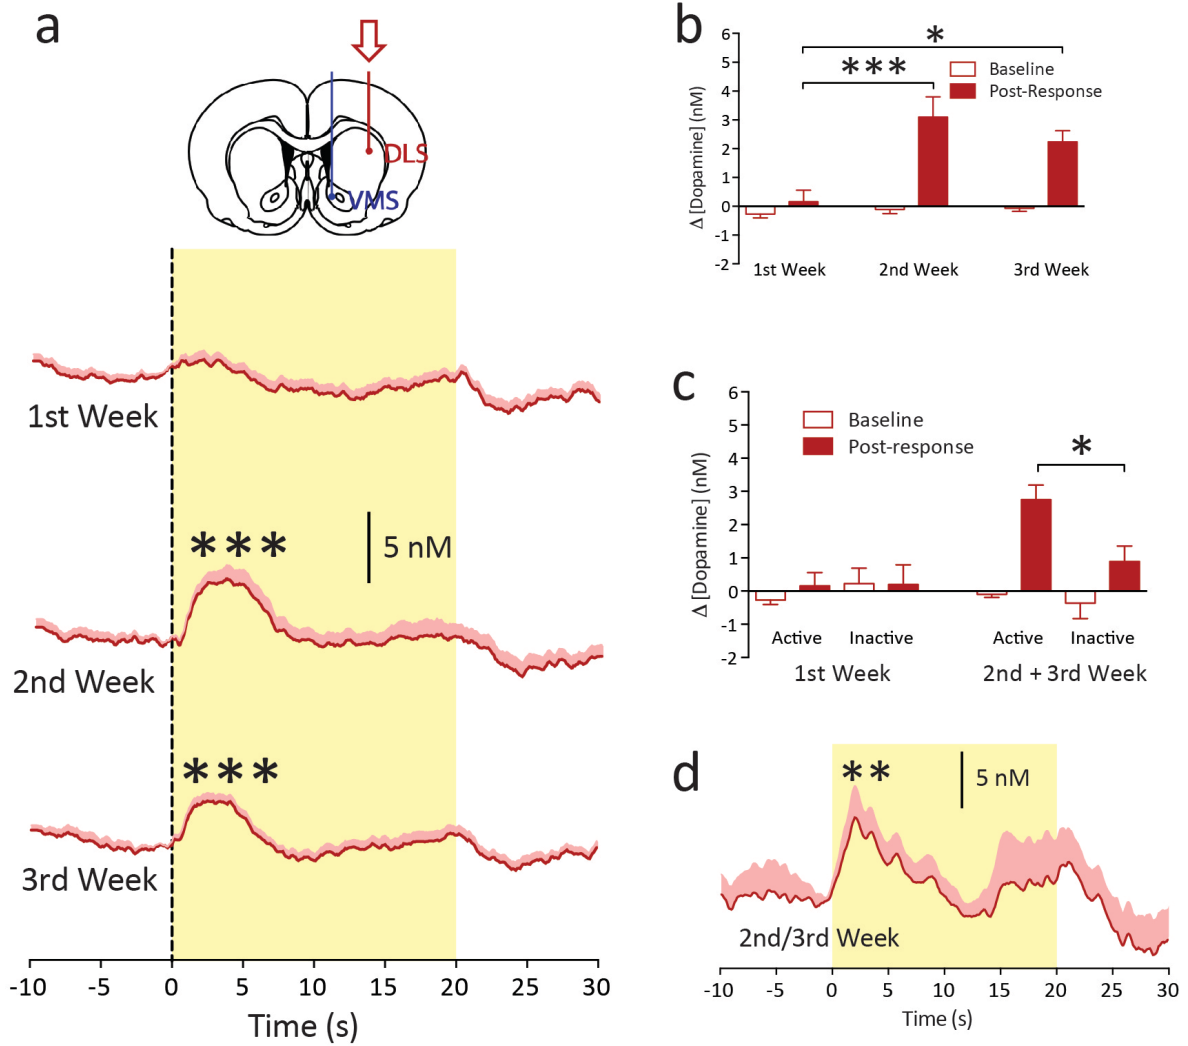 a
DLS
VMS
1st Week
***
5 nM
2nd Week
***
3rd Week
-10 -5 0 5 10 15 20 25 30
Time (s)
b
Δ [Dopamine] (nM)
6
5
4
3
2
1
0
-1
-2
*
***
Baseline
Post-Response
1st Week 2nd Week 3rd Week
c
Δ [Dopamine] (nM)
6
5
4
3
2
1
0
-1
-2
Baseline
Post-response
*
Active Inactive Active Inactive
1st Week 2nd + 3rd Week
d
**
5 nM
2nd/3rd Week
-10 -5 0 5 10 15 20 25 30
Time (s)